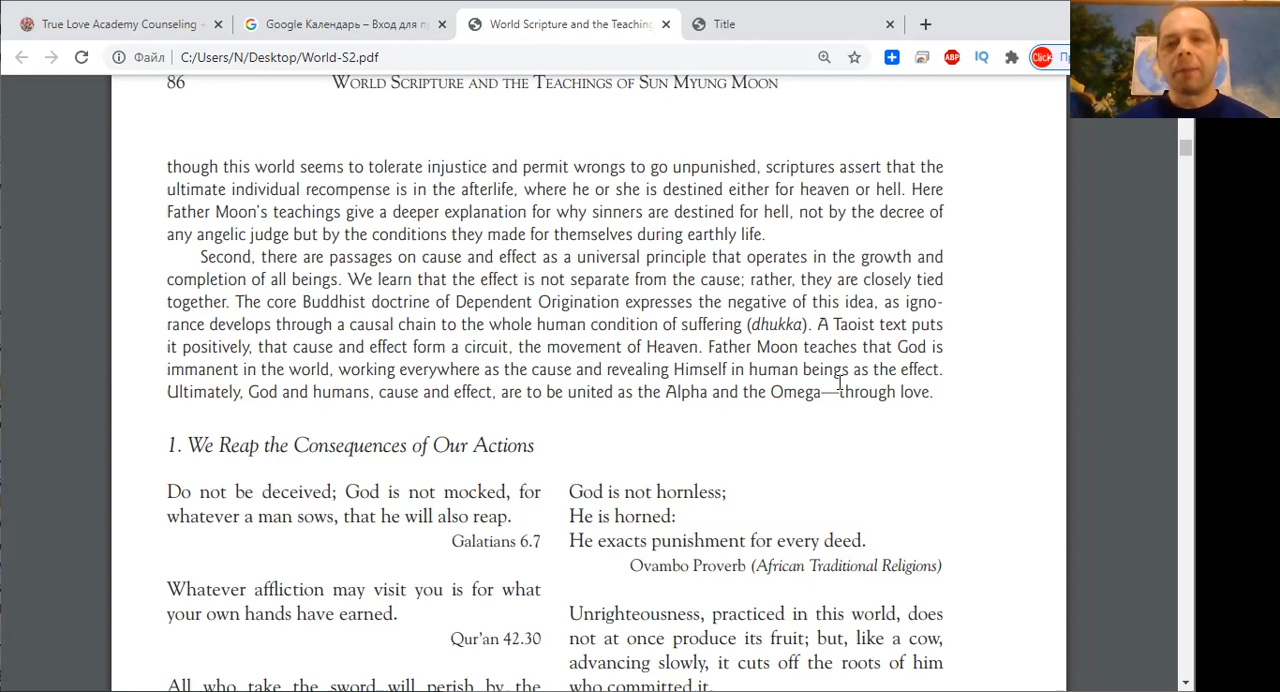 True Love Academy Counseling
Google Календарь – Вход для п
World Scripture and the Teaching
Title
Файл
C:/Users/N/Desktop/WorldS2.pdf
ABP
IQ
Click
86
WORLD SCRIPTURE AND THE TEACHINGS OF SUN MYUNG MOON
though this world seems to tolerate injustice and permit wrongs to go unpunished, scriptures assert that the
ultimate individual recompense is in the afterlife, where he or she is destined either for heaven or hell. Here
Father Moon's teachings give a deeper explanation for why sinners are destined for hell, not by the decree of
any angelic judge but by the conditions they made for themselves during earthly life.
Second, there are passages on cause and effect as a universal principle that operates in the growth and
completion of all beings. We learn that the effect is not separate from the cause; rather, they are closely tied
together. The core Buddhist doctrine of Dependent Origination expresses the negative of this idea, as igno-
rance develops through a causal chain to the whole human condition of suffering (dhukka). A Taoist text puts
it positively, that cause and effect form a circuit, the movement of Heaven. Father Moon teaches that God is
immanent in the world, working everywhere as the cause and revealing Himself in human beings as the effect.
Ultimately, God and humans, cause and effect, are to be united as the Alpha and the Omega—through love.
1. We Reap the Consequences of Our Actions
Do not be deceived; God is not mocked, for
whatever a man sows, that he will also reap.
Galatians 6.7
Whatever affliction may visit you is for what
your own hands have earned.
Qur'an 42.30
All who take the sword will perish by the
God is not hornless;
He is horned:
He exacts punishment for every deed.
Ovambo Proverb (African Traditional Religions)
Unrighteousness, practiced in this world, does
not at once produce its fruit; but, like a cow,
advancing slowly, it cuts off the roots of him
who committed it.